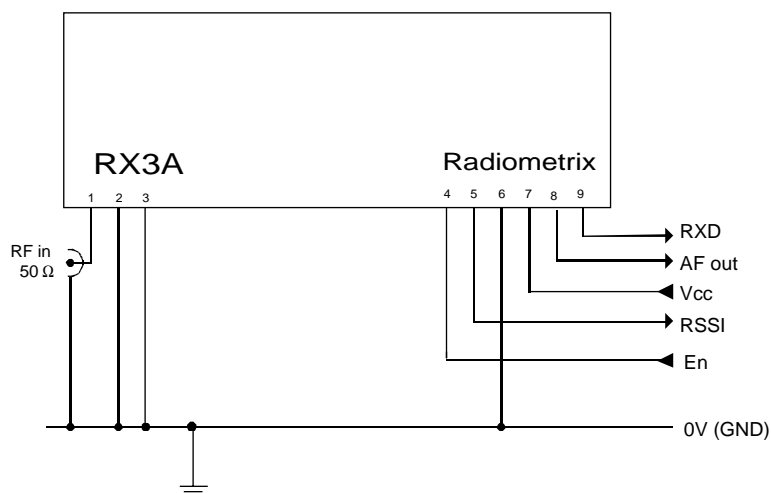 RX3A Radiometrix
1 2 3 4 5 6 7 8 9
RF in
50 Ω
RXD
AF out
Vcc
RSSI
En
0V (GND)